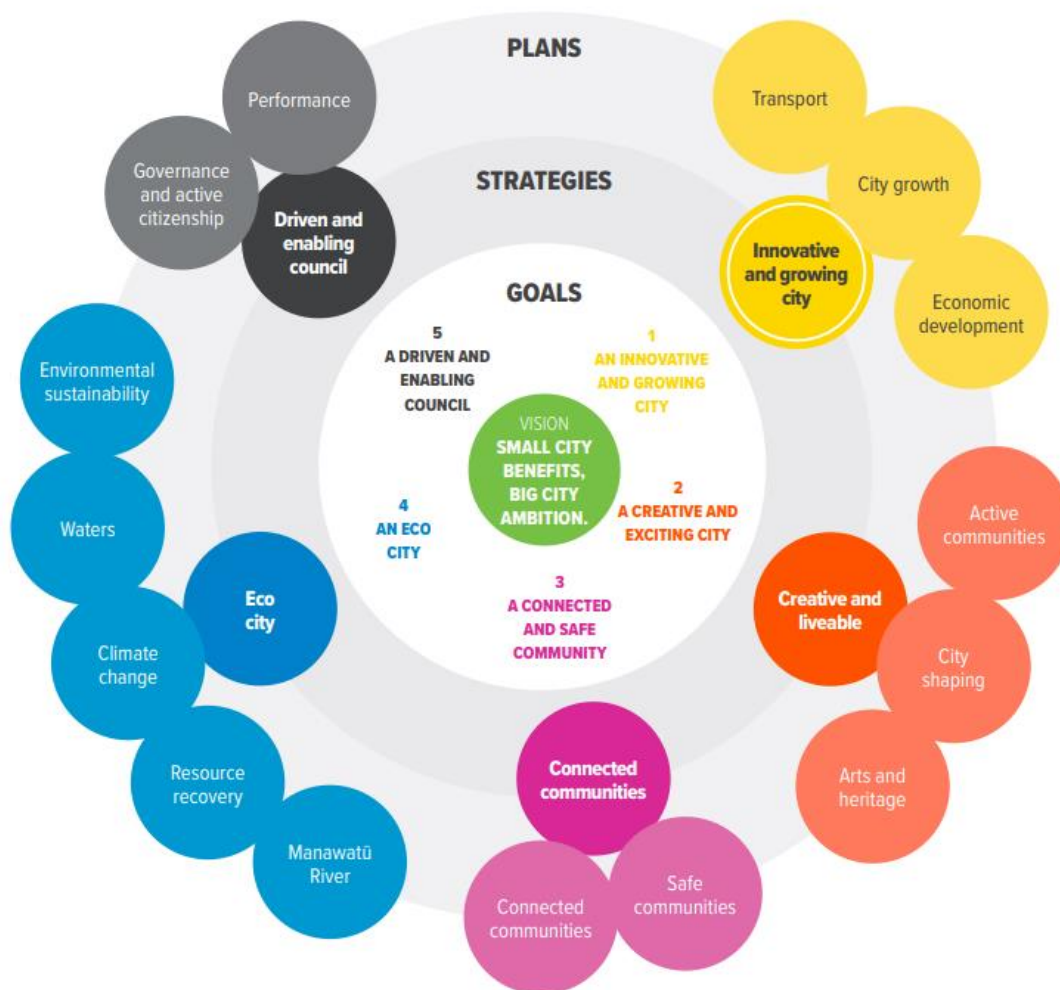 PLANS
Performance
Transport
Governance
and active
citizenship
City growth
STRATEGIES
Driven and
enabling
council
Innovative
and growing
city
Economic
development
GOALS
5
A DRIVEN AND
ENABLING
COUNCIL
1
AN INNOVATIVE
AND GROWING
CITY
Environmental
sustainability
VISION
SMALL CITY
BENEFITS,
BIG CITY
AMBITION.
2
A CREATIVE AND
EXCITING CITY
4
AN ECO
CITY
3
A CONNECTED
AND SAFE
COMMUNITY
Waters
Active
communities
Eco
city
Creative and
liveable
Climate
change
City
shaping
Resource
recovery
Connected
communities
Arts and
heritage
Manawatū
River
Connected
communities
Safe
communities